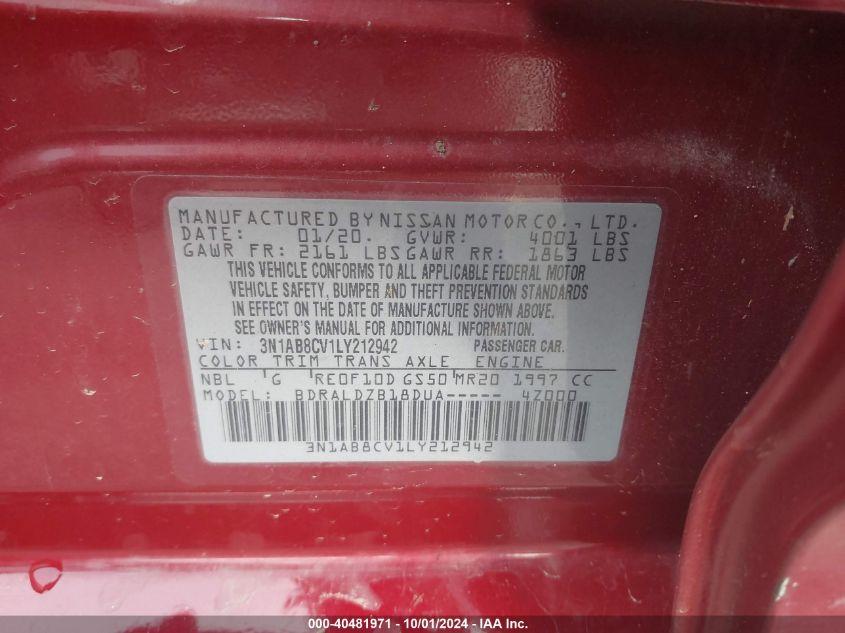 MANUFACTURED BY NISSAN MOTOR CO., LTD.
DATE: 01/20. GVWR: 4001 LBS
GAWR FR: 2161 LBS GAWR RR: 1863 LBS
THIS VEHICLE CONFORMS TO ALL APPLICABLE FEDERAL MOTOR
VEHICLE SAFETY, BUMPER AND THEFT PREVENTION STANDARDS
IN EFFECT ON THE DATE OF MANUFACTURE SHOWN ABOVE.
SEE OWNER'S MANUAL FOR ADDITIONAL INFORMATION.
VIN: 3N1AB8CV1LY212942 PASSENGER CAR.
COLOR TRIM TRANS AXLE ENGINE
NBL G RE0F10D GS50 MR20 1997 CC
MODEL: BDRALDZB18DUA----- 4Z000
3N1AB8CV1LY212942
000-40481971 - 10/01/2024 - IAA Inc.